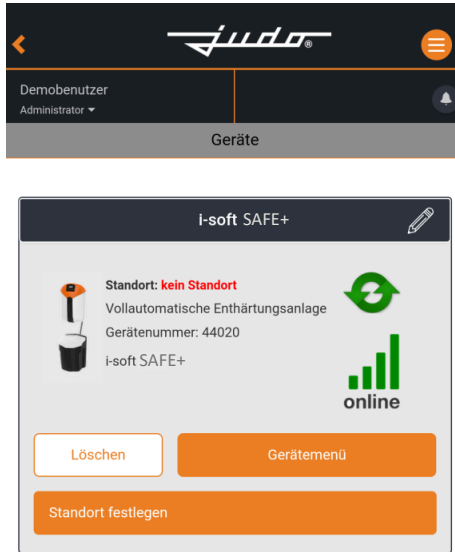 judo®
Demobenutzer
Administrator
Geräte
i-soft SAFE+
Standort: kein Standort
Vollautomatische Enthärtungsanlage
Gerätenummer: 44020
i-soft SAFE+
online
Löschen
Gerätemenü
Standort festlegen